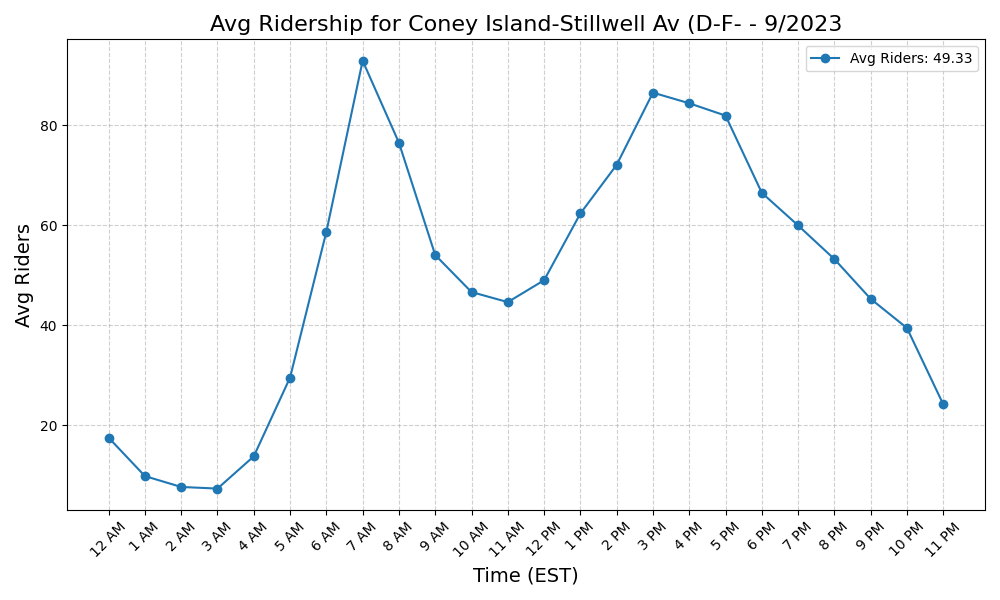 Avg Ridership for Coney Island-Stillwell Av (D-F- - 9/2023
Avg Riders: 49.33
Avg Riders
80
60
40
20
12 AM
1 AM
2 AM
3 AM
4 AM
5 AM
6 AM
7 AM
8 AM
9 AM
10 AM
11 AM
12 PM
1 PM
2 PM
3 PM
4 PM
5 PM
6 PM
7 PM
8 PM
9 PM
10 PM
11 PM
Time (EST)